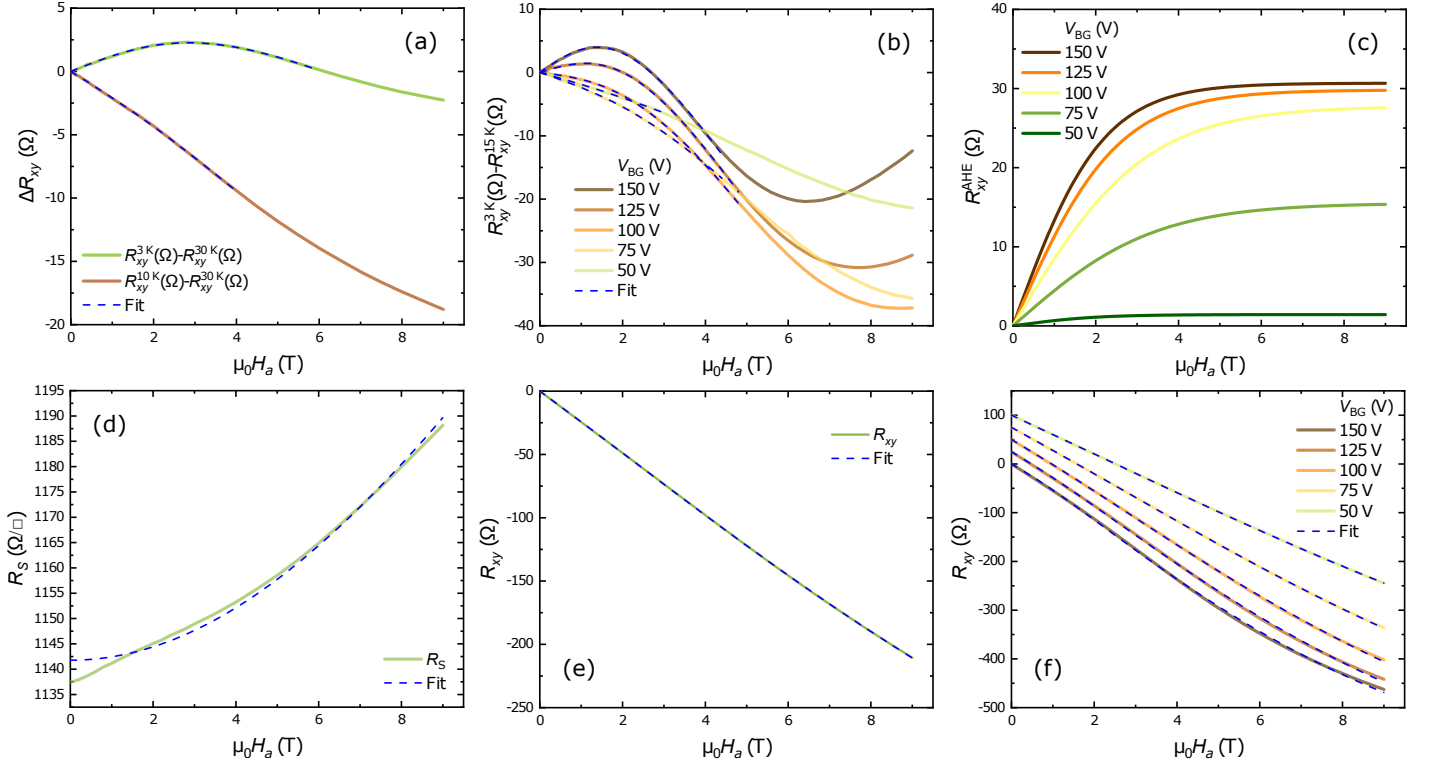 (a)
5
0
-5
-10
-15
-20
ΔR_xy (Ω)
R_xy^3 K(Ω)-R_xy^30 K(Ω)
R_xy^10 K(Ω)-R_xy^30 K(Ω)
Fit
0 2 4 6 8
μ₀H_a (T)
(b)
10
0
-10
-20
-30
-40
R_xy^3 K(Ω)-R_xy^15 K(Ω)
V_BG (V)
150 V
125 V
100 V
75 V
50 V
Fit
0 2 4 6 8
μ₀H_a (T)
(c)
40
30
20
10
0
R_xy^AHE (Ω)
V_BG (V)
150 V
125 V
100 V
75 V
50 V
0 2 4 6 8
μ₀H_a (T)
(d)
1195
1190
1185
1180
1175
1170
1165
1160
1155
1150
1145
1140
1135
R_S (Ω/□)
R_S
Fit
0 2 4 6 8
μ₀H_a (T)
(e)
0
-50
-100
-150
-200
-250
R_xy (Ω)
R_xy
Fit
0 2 4 6 8
μ₀H_a (T)
(f)
100
0
-100
-200
-300
-400
-500
R_xy (Ω)
V_BG (V)
150 V
125 V
100 V
75 V
50 V
Fit
0 2 4 6 8
μ₀H_a (T)